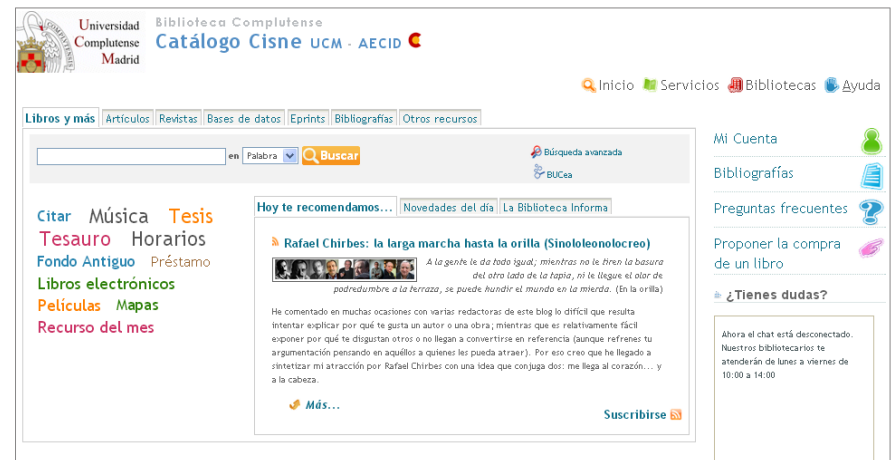 Universidad
Complutense
Madrid
Biblioteca Complutense
Catálogo Cisne UCM - AECID
Inicio Servicios Bibliotecas Ayuda
Libros y más Artículos Revistas Bases de datos Eprints Bibliografías Otros recursos
en Palabra Buscar
Búsqueda avanzada
BUCea
Citar Música Tesis
Tesauro Horarios
Fondo Antiguo Préstamo
Libros electrónicos
Películas Mapas
Recurso del mes
Hoy te recomendamos... Novedades del día La Biblioteca Informa
Rafael Chirbes: la larga marcha hasta la orilla (Sinololeonolocreo)
A la gente le da todo igual; mientras no le tiren la basura
del otro lado de la tapia, ni le llegue el olor de
podredumbre a la terraza, se puede hundir el mundo en la mierda. (En la orilla)
He comentado en muchas ocasiones con varias redactoras de este blog lo difícil que resulta
intentar explicar por qué te gusta un autor o una obra; mientras que es relativamente fácil
exponer por qué te disgustan otros o no llegan a convertirse en referencia (aunque refrenes tu
argumentación pensando en aquéllos a quienes les pueda atraer). Por eso creo que he llegado a
sintetizar mi atracción por Rafael Chirbes con una idea que conjuga dos: me llega al corazón... y
a la cabeza.
Más...
Suscribirse
Mi Cuenta
Bibliografías
Preguntas frecuentes
Proponer la compra
de un libro
¿Tienes dudas?
Ahora el chat está desconectado.
Nuestros bibliotecarios te
atenderán de lunes a viernes de
10:00 a 14:00